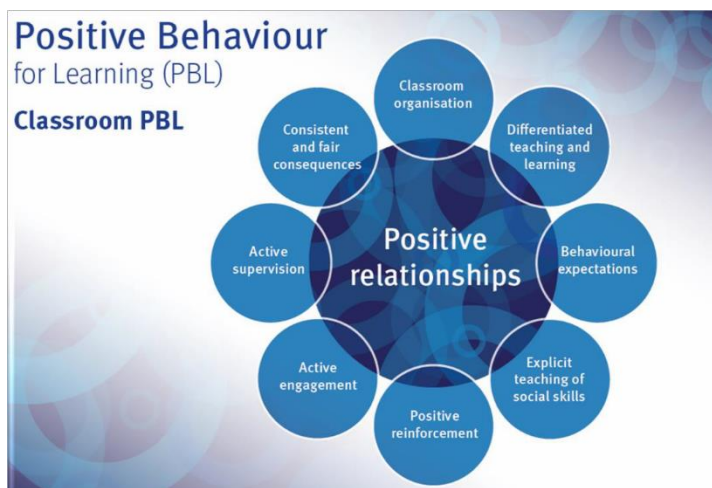 Positive Behaviour
for Learning (PBL)
Classroom PBL
Classroom
organisation
Differentiated
teaching and
learning
Behavioural
expectations
Explicit
teaching of
social skills
Positive
reinforcement
Active
engagement
Active
supervision
Consistent
and fair
consequences
Positive
relationships